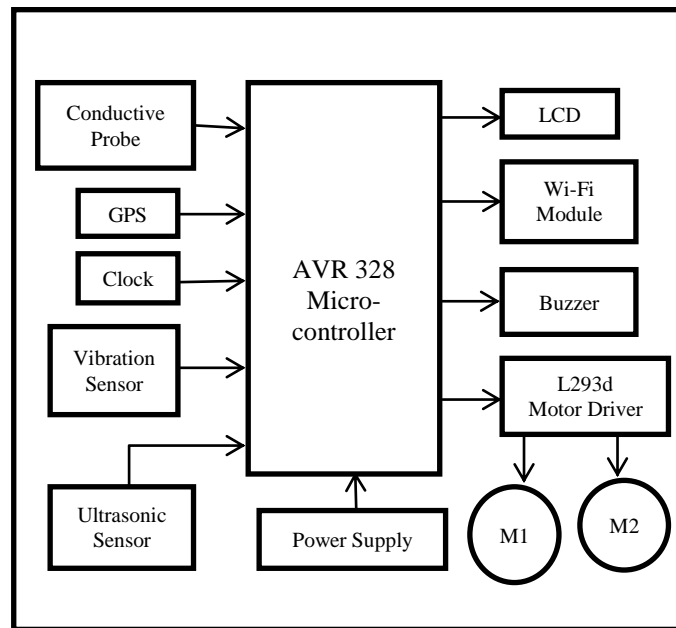 Conductive
Probe
GPS
Clock
Vibration
Sensor
Ultrasonic
Sensor
AVR 328
Micro-
controller
Power Supply
LCD
Wi-Fi
Module
Buzzer
L293d
Motor Driver
M1
M2